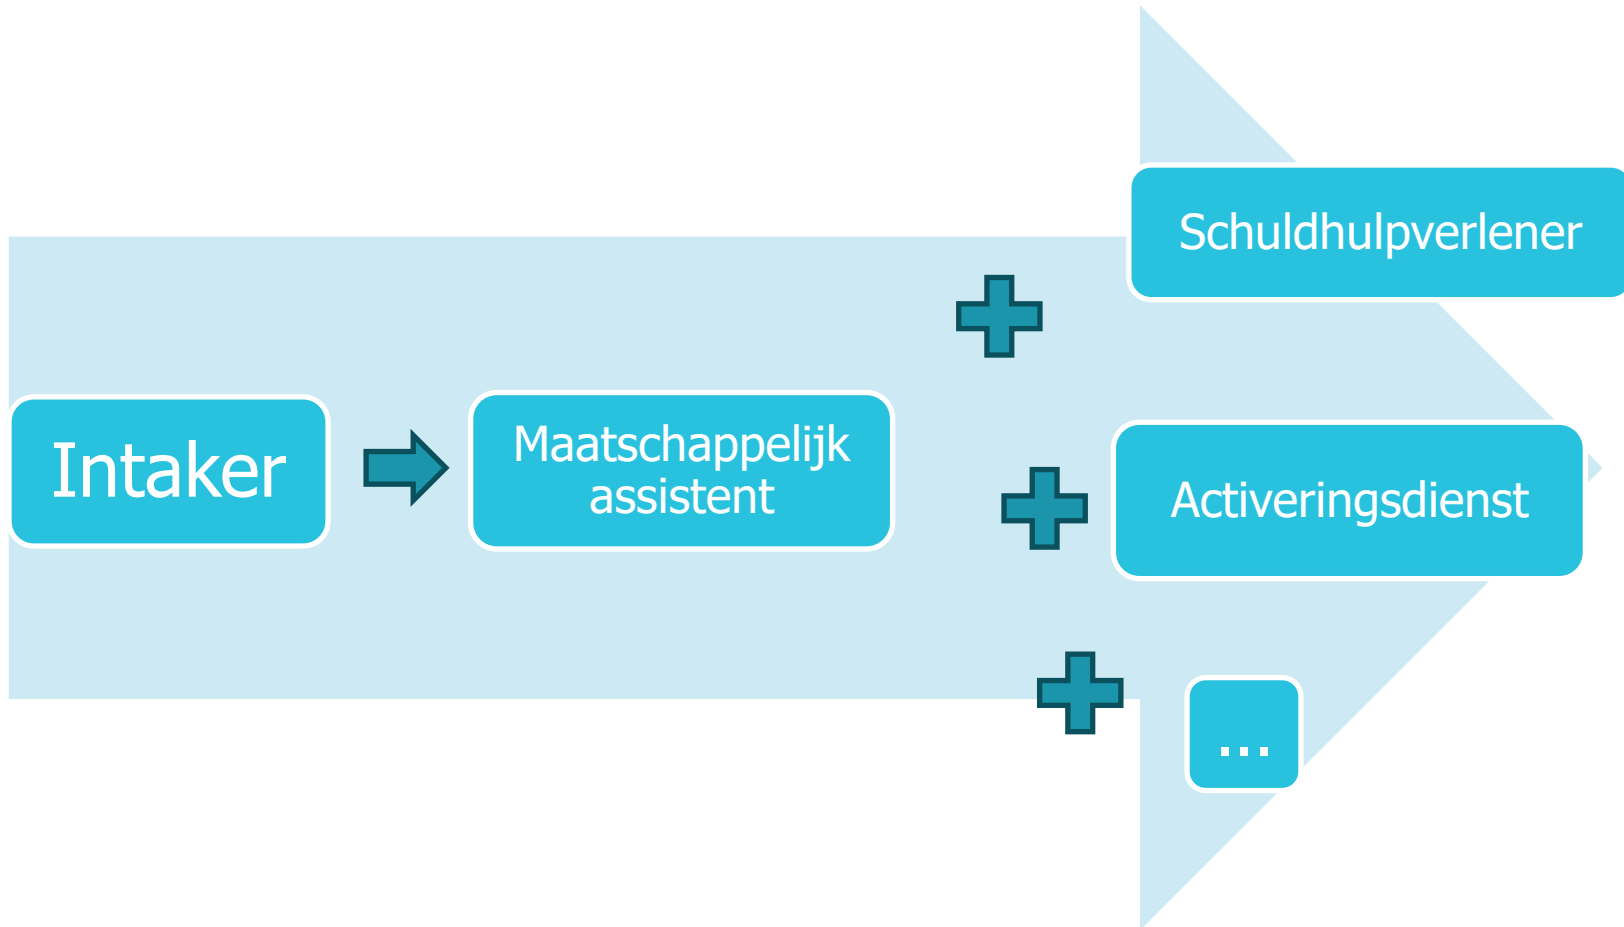 Intaker
Maatschappelijk
assistent
Schuldhulpverlener
Activeringsdienst
...